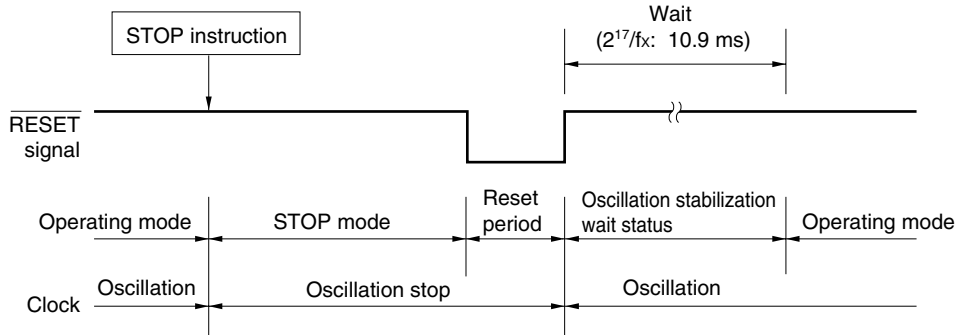 Wait
(2¹⁷/fx: 10.9 ms)
STOP instruction
RESET
signal
Operating mode
STOP mode
Reset
period
Oscillation stabilization
wait status
Operating mode
Clock
Oscillation
Oscillation stop
Oscillation